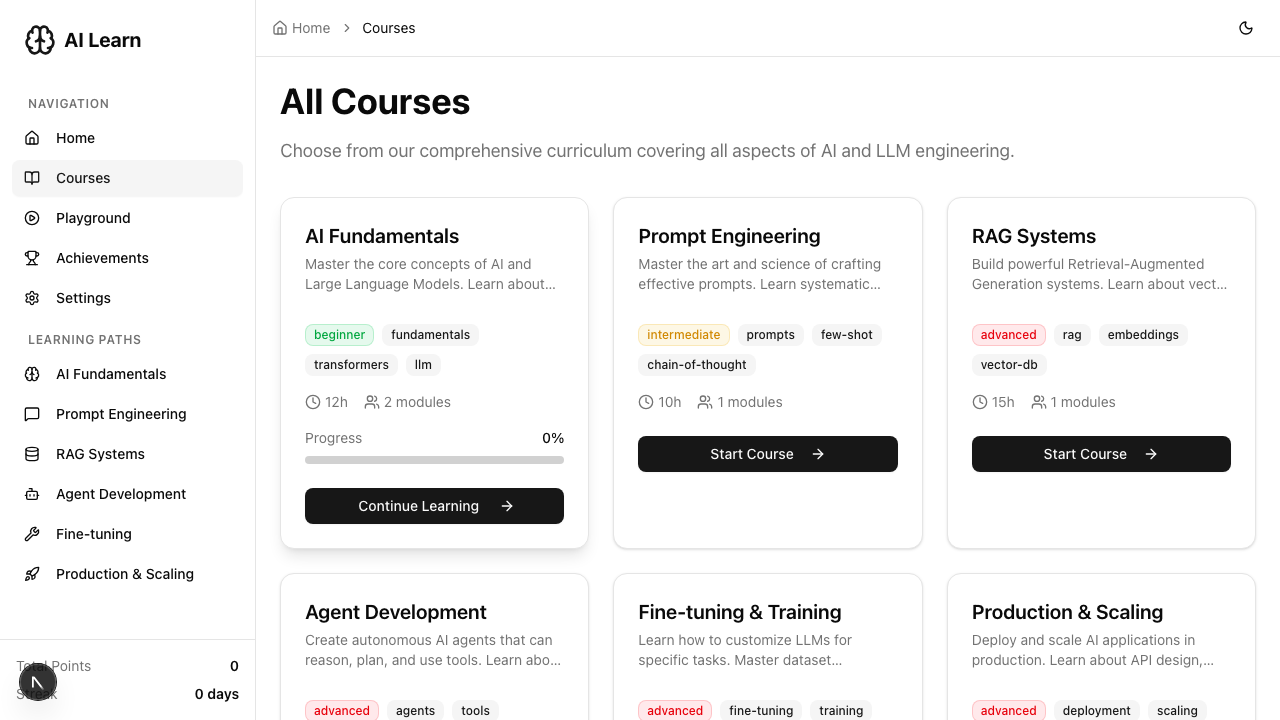 AI Learn
NAVIGATION
Home
Courses
Playground
Achievements
Settings
LEARNING PATHS
AI Fundamentals
Prompt Engineering
RAG Systems
Agent Development
Fine-tuning
Production & Scaling
Total Points 0
Streak 0 days
Home > Courses
All Courses
Choose from our comprehensive curriculum covering all aspects of AI and LLM engineering.
AI Fundamentals
Master the core concepts of AI and
Large Language Models. Learn about...
beginner fundamentals
transformers llm
12h 2 modules
Progress 0%
Continue Learning
Prompt Engineering
Master the art and science of crafting
effective prompts. Learn systematic...
intermediate prompts few-shot
chain-of-thought
10h 1 modules
Start Course
RAG Systems
Build powerful Retrieval-Augmented
Generation systems. Learn about vect...
advanced rag embeddings
vector-db
15h 1 modules
Start Course
Agent Development
Create autonomous AI agents that can
reason, plan, and use tools. Learn abo...
advanced agents tools
Fine-tuning & Training
Learn how to customize LLMs for
specific tasks. Master dataset...
advanced fine-tuning training
Production & Scaling
Deploy and scale AI applications in
production. Learn about API design,...
advanced deployment scaling